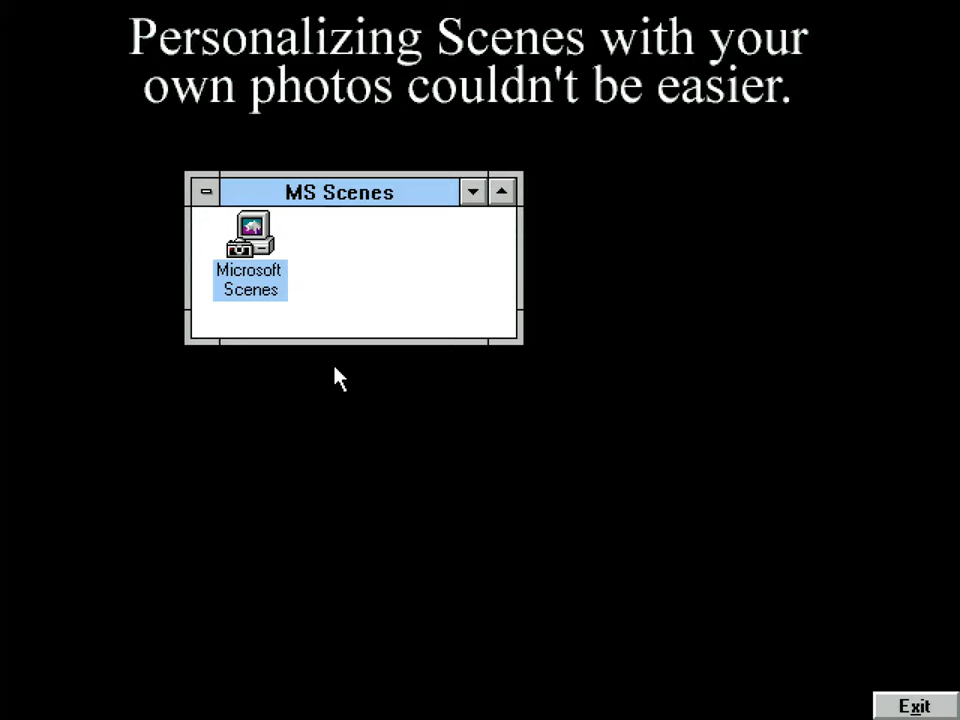 Personalizing Scenes with your
own photos couldn't be easier.
MS Scenes
Microsoft
Scenes
Exit